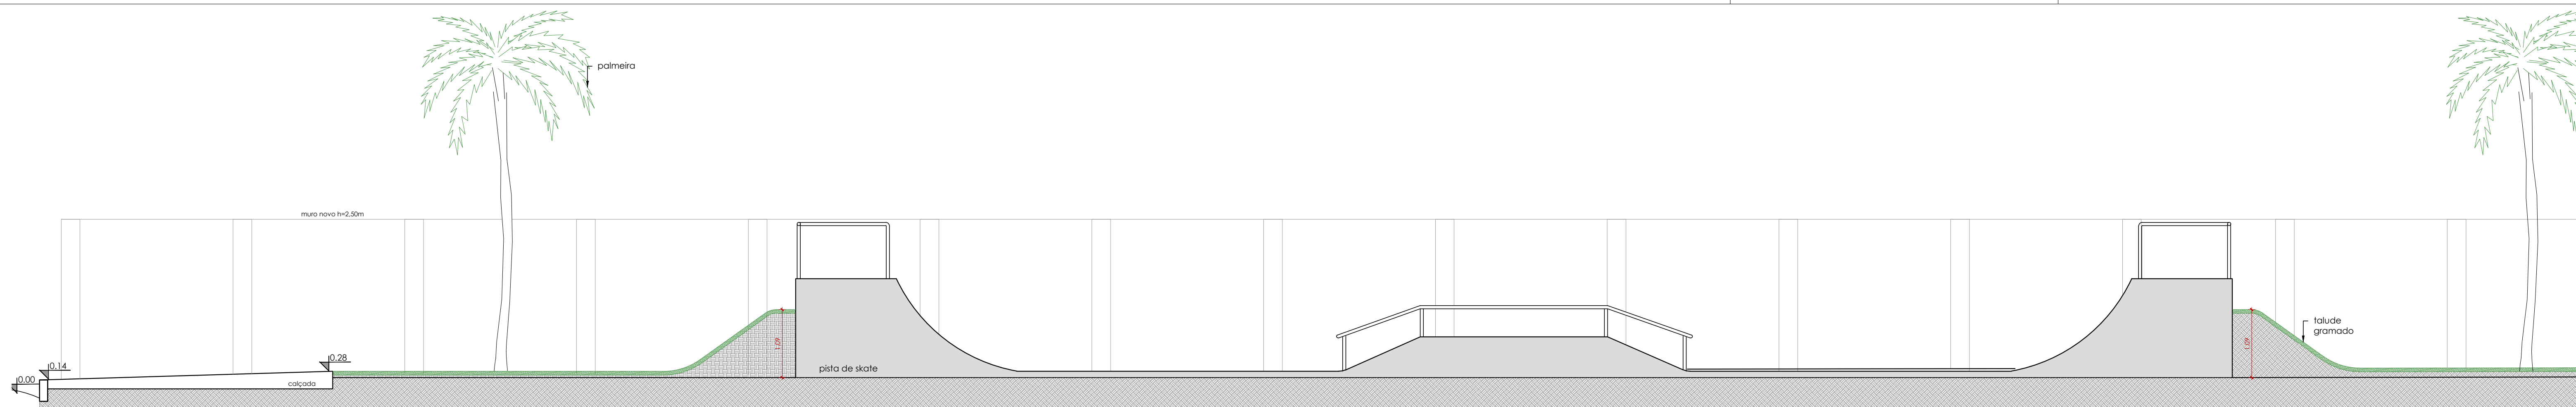 palmeira
muro novo h=2,50m
0.28
0.14
0.00
calçada
1.09
pista de skate
1.09
talude
gramado